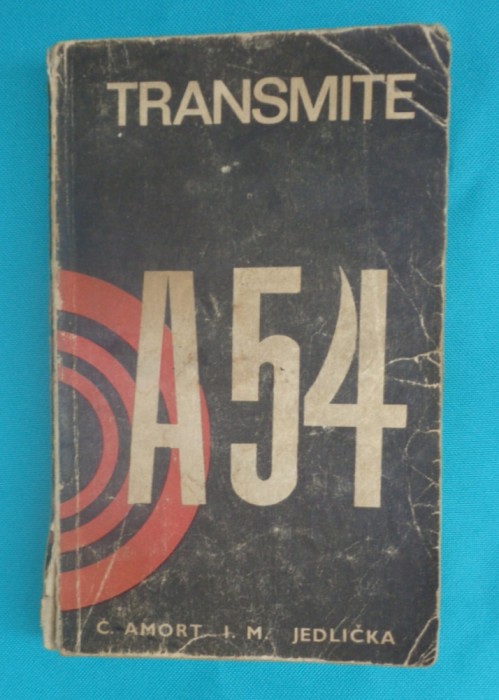 TRANSMITE
A54
Č. AMORT I. M. JEDLIČKA